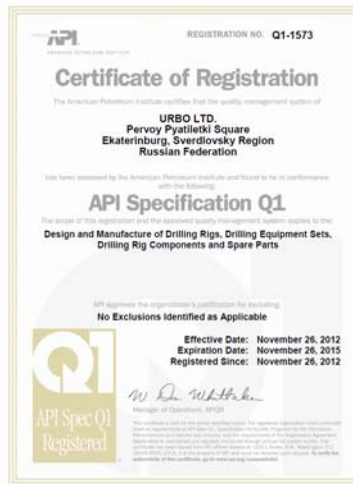 API
REGISTRATION NO. Q1-1573
AMERICAN PETROLEUM INSTITUTE
Certificate of Registration
The American Petroleum Institute certifies that the quality management system of
URBO LTD.
Pervoy Pyatiletki Square
Ekaterinburg, Sverdlovsky Region
Russian Federation
has been assessed by the American Petroleum Institute and found to be in conformance
with the following:
API Specification Q1
The scope of this registration and the approved quality management system applies to the:
Design and Manufacture of Drilling Rigs, Drilling Equipment Sets,
Drilling Rig Components and Spare Parts
API approves the organization's justification for excluding:
No Exclusions Identified as Applicable
Effective Date: November 26, 2012
Expiration Date: November 26, 2015
Registered Since: November 26, 2012
Q1
API Spec Q1
Registered
Manager of Operations, APIQR